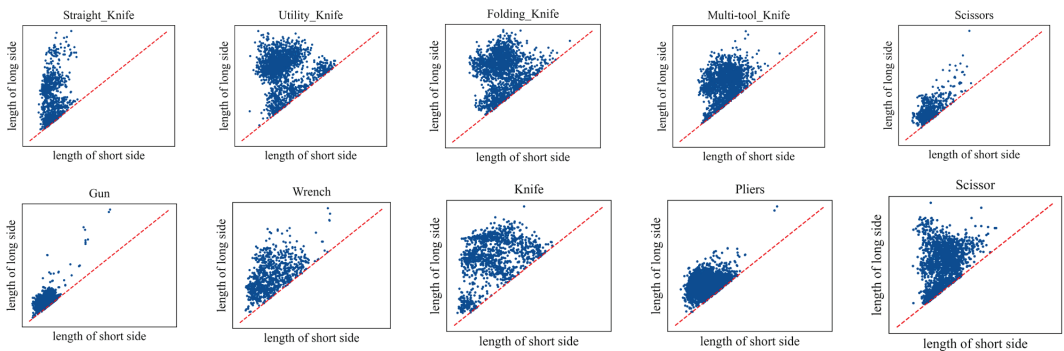 Straight_Knife
Utility_Knife
Folding_Knife
Multi-tool_Knife
Scissors
length of long side
length of long side
length of long side
length of long side
length of long side
length of short side
length of short side
length of short side
length of short side
length of short side
Gun
Wrench
Knife
Pliers
Scissor
length of long side
length of long side
length of long side
length of long side
length of long side
length of short side
length of short side
length of short side
length of short side
length of short side